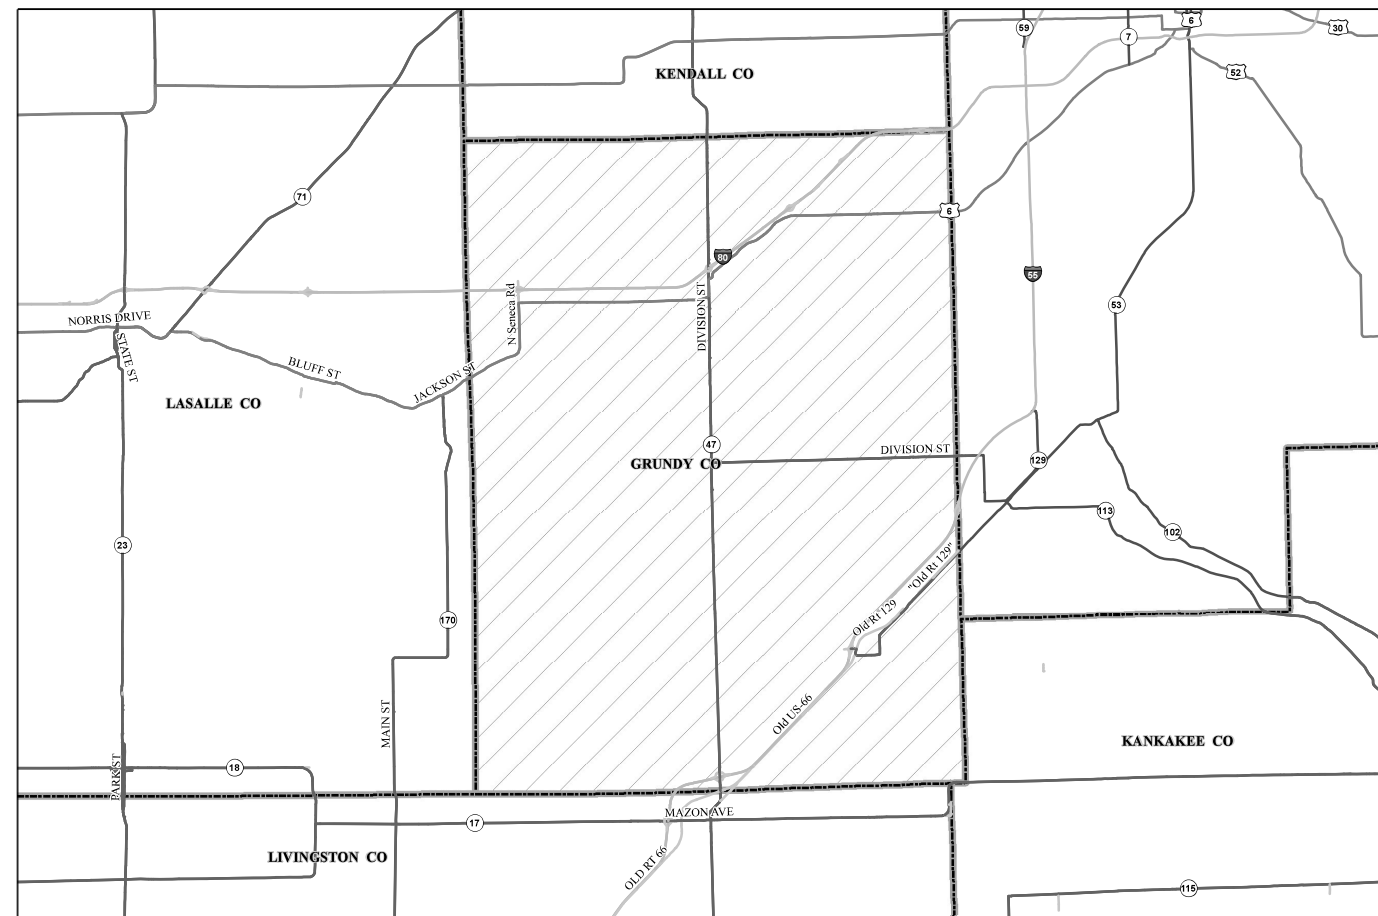 6
59
30
7
52
KENDALL CO
71
6
80
55
N Seneca Rd
DIVISION ST
53
NORRIS DRIVE
STATE ST
BLUFF ST
JACKSON ST
LASALLE CO
47
DIVISION ST
GRUNDY CO
129
113
102
23
"Old Rt 129"
Old Rt 129
170
Old US-66
MAIN ST
KANKAKEE CO
18
PARK ST
MAZON AVE
17
LIVINGSTON CO
OLD RT 66
115